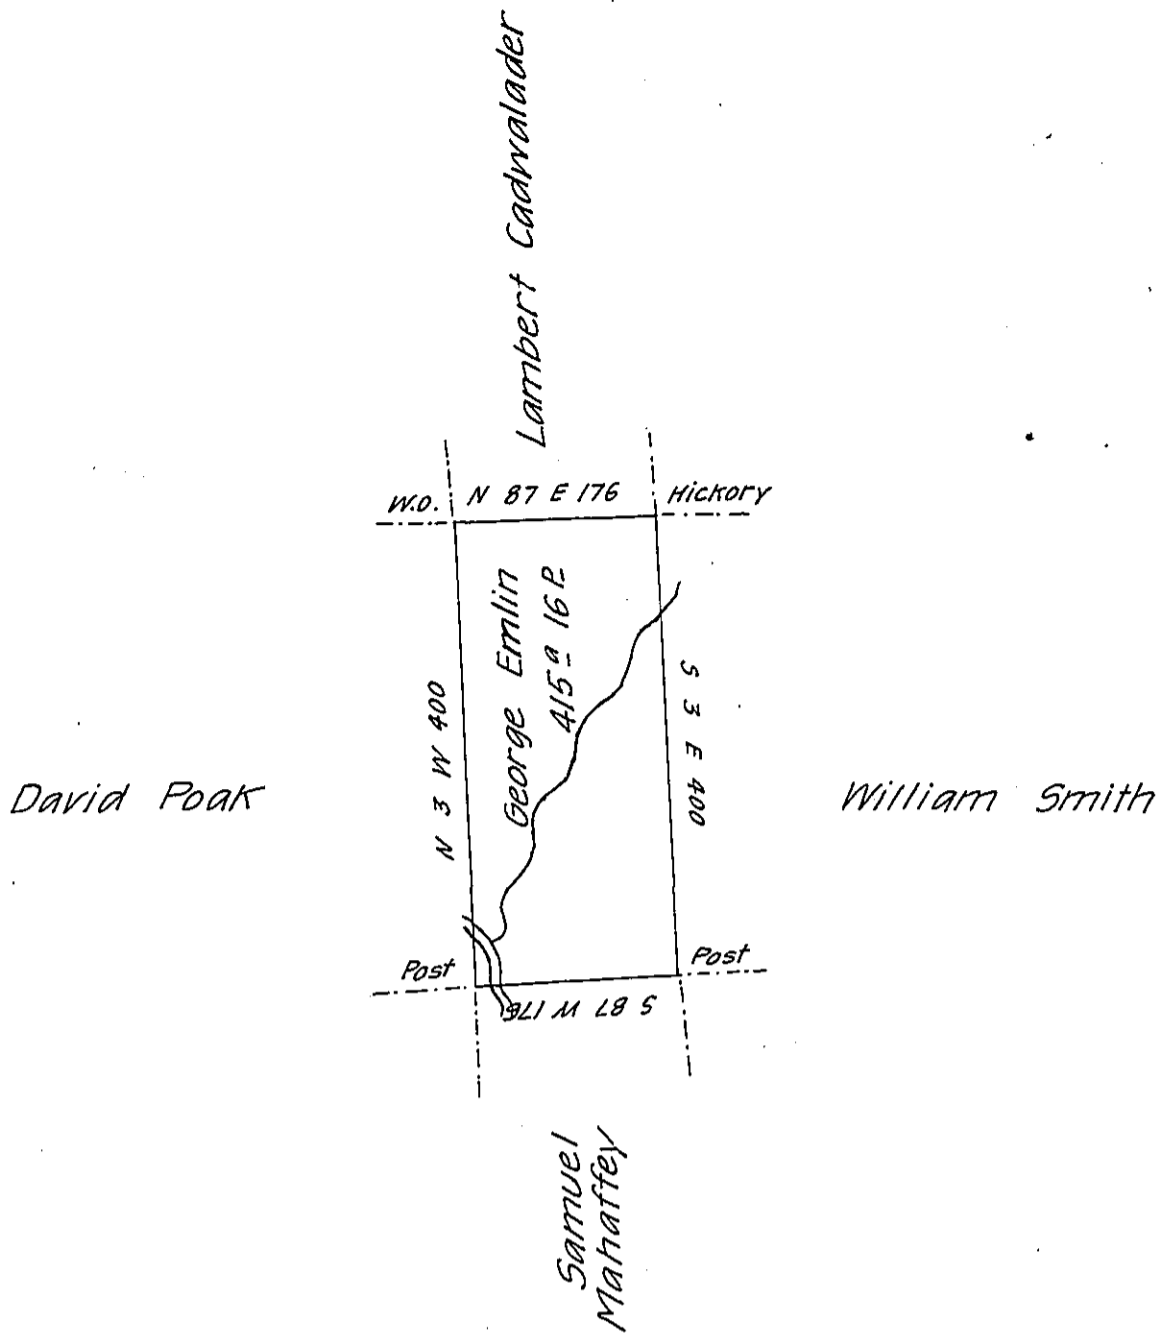 Lambert Cadwalader
W.O.
N 87 E 176
Hickory
George Emlin
415a 16 P.
N 3 W 400
S 3 E 400
David Poak
William Smith
Post
Post
S 87 W 176
Samuel
Mahaffey